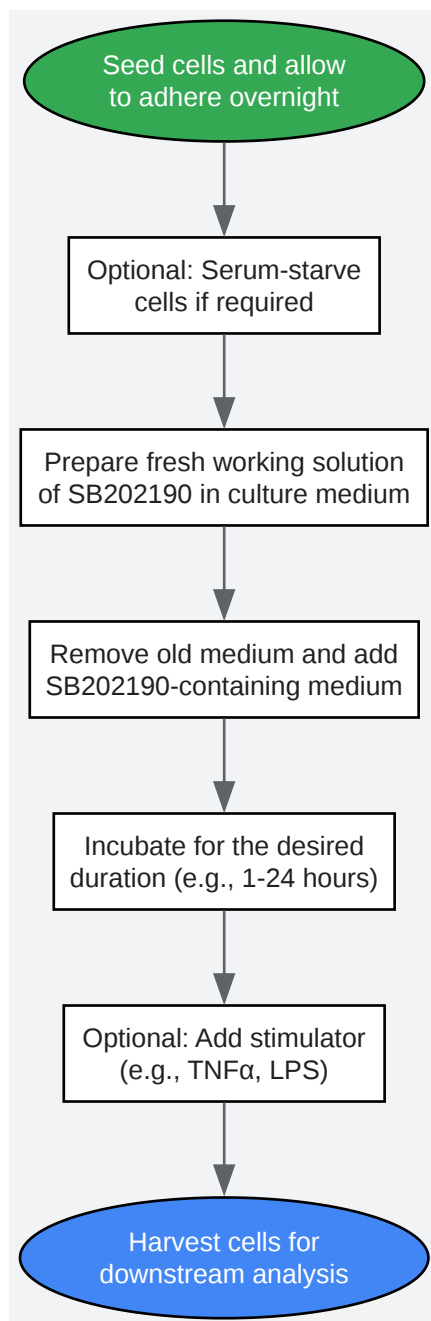 Seed cells and allow
to adhere overnight
Optional: Serum-starve
cells if required
Prepare fresh working solution
of SB202190 in culture medium
Remove old medium and add
SB202190-containing medium
Incubate for the desired
duration (e.g., 1-24 hours)
Optional: Add stimulator
(e.g., TNFα, LPS)
Harvest cells for
downstream analysis